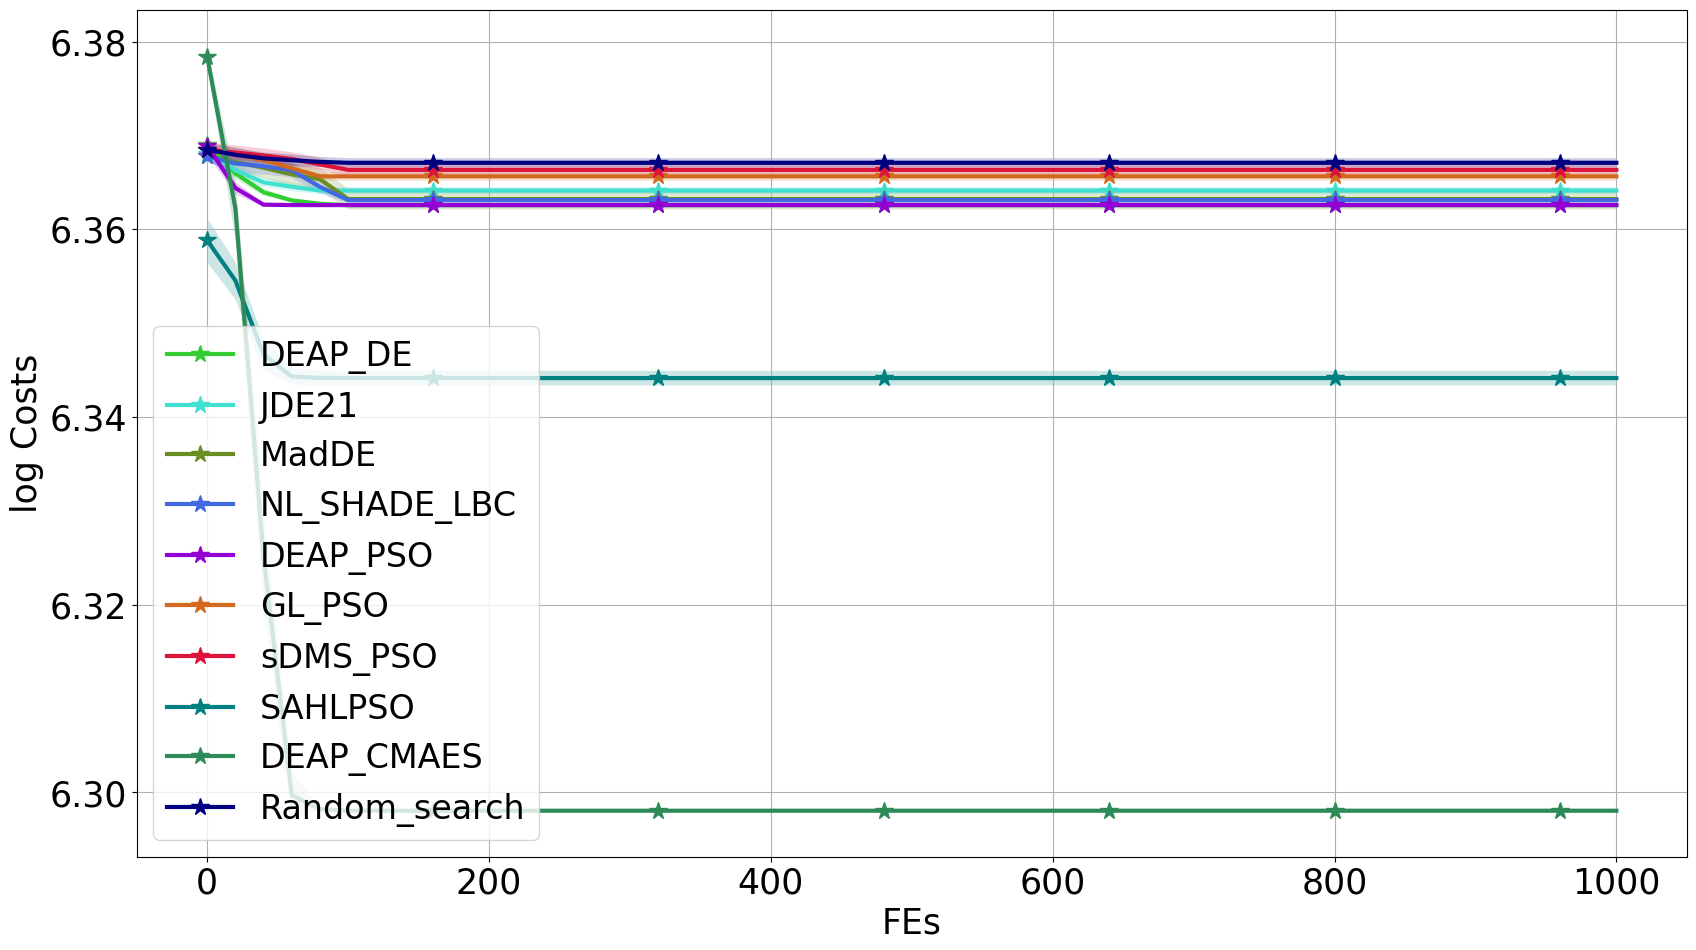 6.38
6.36
6.34
6.32
6.30
log Costs
DEAP_DE
JDE21
MadDE
NL_SHADE_LBC
DEAP_PSO
GL_PSO
sDMS_PSO
SAHLPSO
DEAP_CMAES
Random_search
0 200 400 600 800 1000
FEs